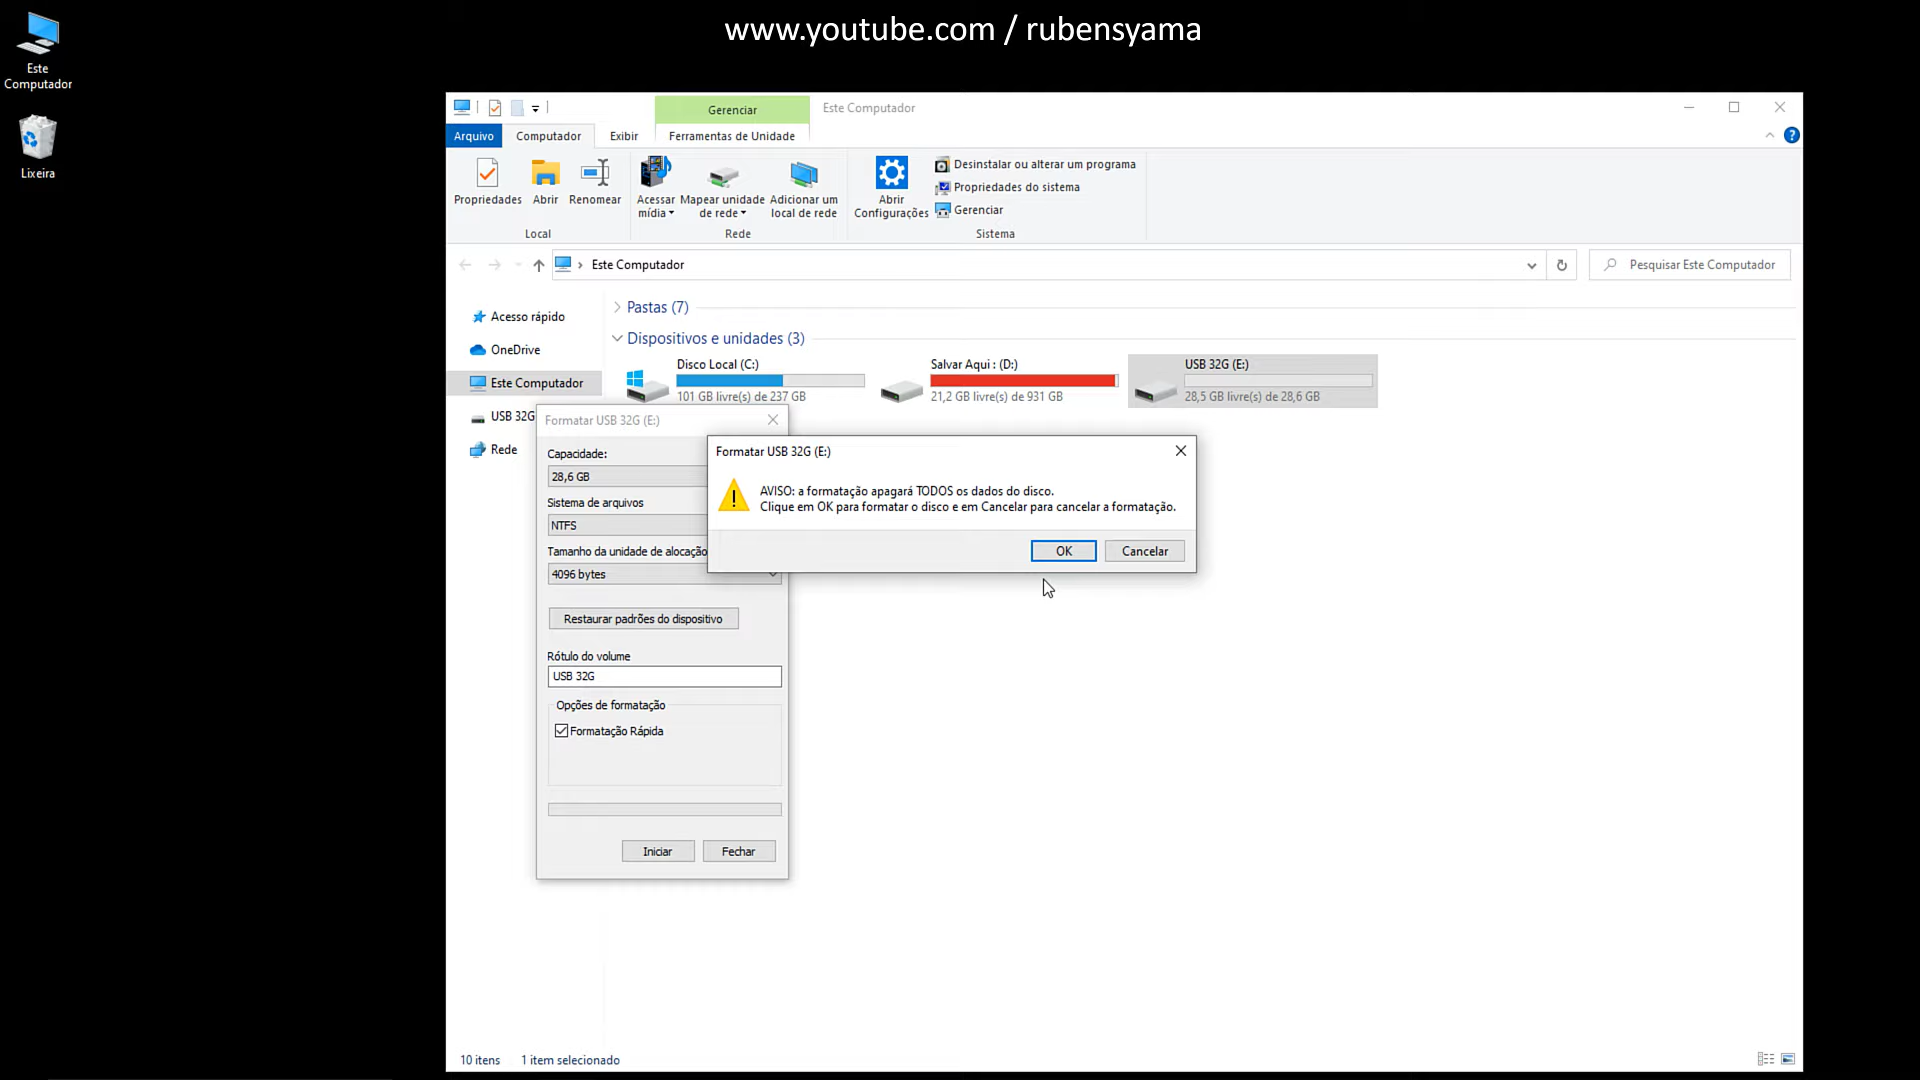 www.youtube.com / rubensyama
Este
Computador
Lixeira
Gerenciar
Este Computador
Arquivo
Computador
Exibir
Ferramentas de Unidade
Propriedades
Abrir
Renomear
Local
Acessar
mídia
Mapear unidade
de rede
Adicionar um
local de rede
Rede
Abrir
Configurações
Desinstalar ou alterar um programa
Propriedades do sistema
Gerenciar
Sistema
Este Computador
Pesquisar Este Computador
Acesso rápido
OneDrive
Este Computador
USB 32G
Rede
Pastas (7)
Dispositivos e unidades (3)
Disco Local (C:)
101 GB livre(s) de 237 GB
Salvar Aqui : (D:)
21,2 GB livre(s) de 931 GB
USB 32G (E:)
28,5 GB livre(s) de 28,6 GB
Formatar USB 32G (E:)
Capacidade:
28,6 GB
Sistema de arquivos
NTFS
Tamanho da unidade de alocação
4096 bytes
Restaurar padrões do dispositivo
Rótulo do volume
USB 32G
Opções de formatação
Formatação Rápida
Iniciar
Fechar
Formatar USB 32G (E:)
AVISO: a formatação apagará TODOS os dados do disco.
Clique em OK para formatar o disco e em Cancelar para cancelar a formatação.
OK
Cancelar
10 itens
1 item selecionado